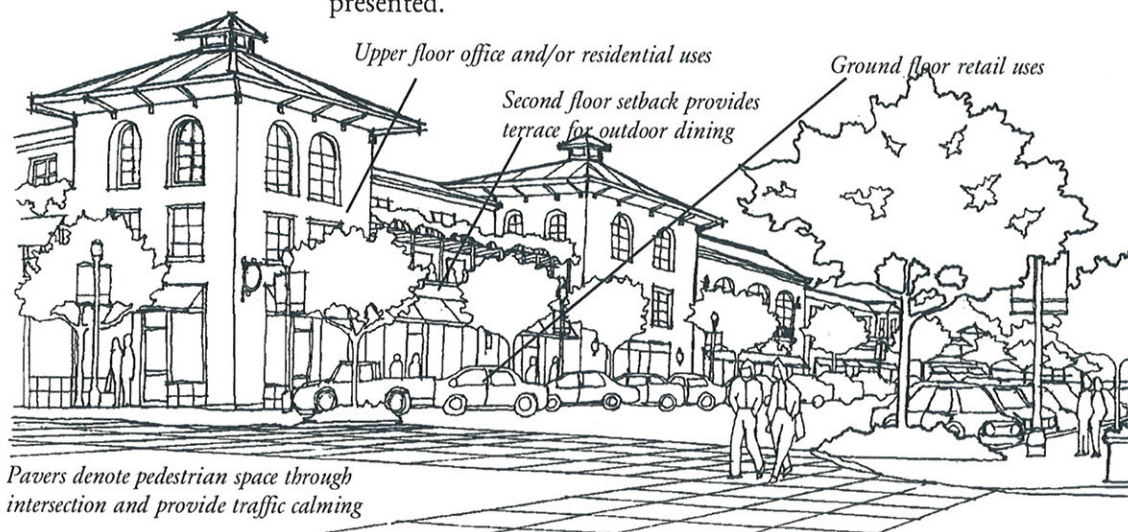 presented.
Upper floor office and/or residential uses
Ground floor retail uses
Second floor setback provides
terrace for outdoor dining
Pavers denote pedestrian space through
intersection and provide traffic calming